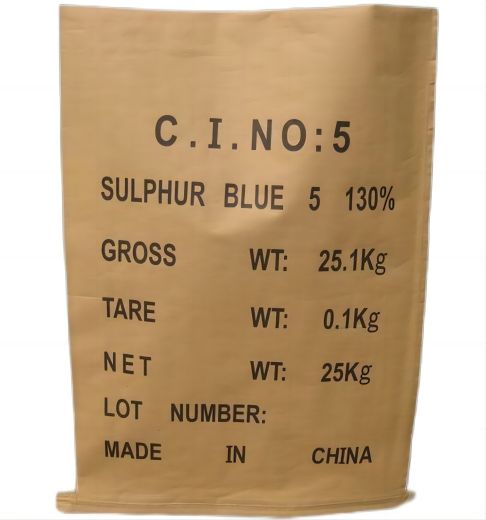 C.I.NO:5
SULPHUR BLUE 5 130%
GROSS WT: 25.1Kg
TARE WT: 0.1Kg
NET WT: 25Kg
LOT NUMBER:
MADE IN CHINA